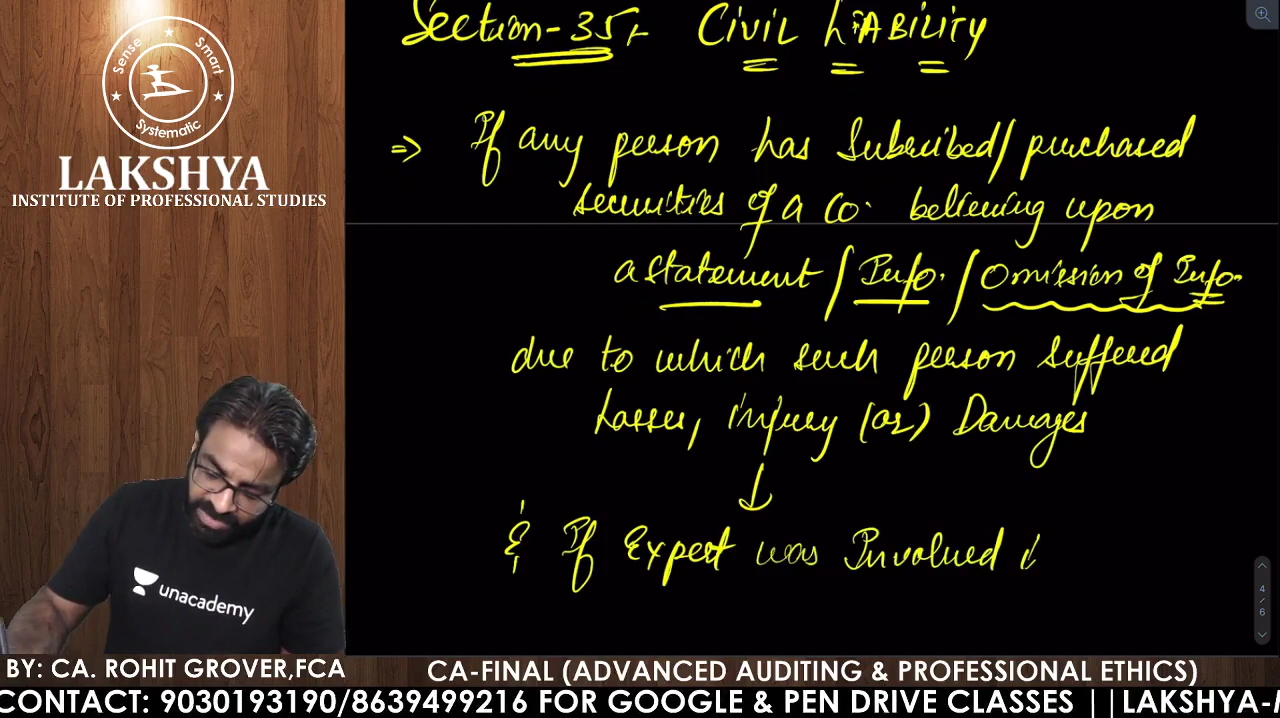 Section-35:- CIVIL LIABILITY
Sense Smart
Systematic
LAKSHYA
INSTITUTE OF PROFESSIONAL STUDIES
=> If any person has Subscribed/purchased
securities of a co. believing upon
a statement / Info. / Omission of Info.
due to which such person suffered
Losses, injury (or) Damages
↓
& If Expert was Involved i
unacademy
4
/
6
BY: CA. ROHIT GROVER,FCA
CA-FINAL (ADVANCED AUDITING & PROFESSIONAL ETHICS)
CONTACT: 9030193190/8639499216 FOR GOOGLE & PEN DRIVE CLASSES ||LAKSHYA-